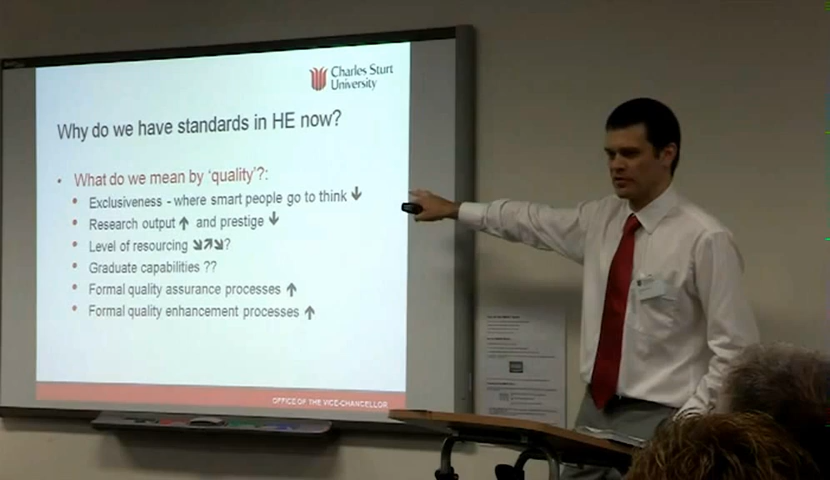 Charles Sturt
University
Why do we have standards in HE now?
• What do we mean by 'quality'?:
• Exclusiveness - where smart people go to think ↓
• Research output ↑ and prestige ↓
• Level of resourcing ↘↗↘?
• Graduate capabilities ??
• Formal quality assurance processes ↑
• Formal quality enhancement processes ↑
OFFICE OF THE VICE-CHANCELLOR